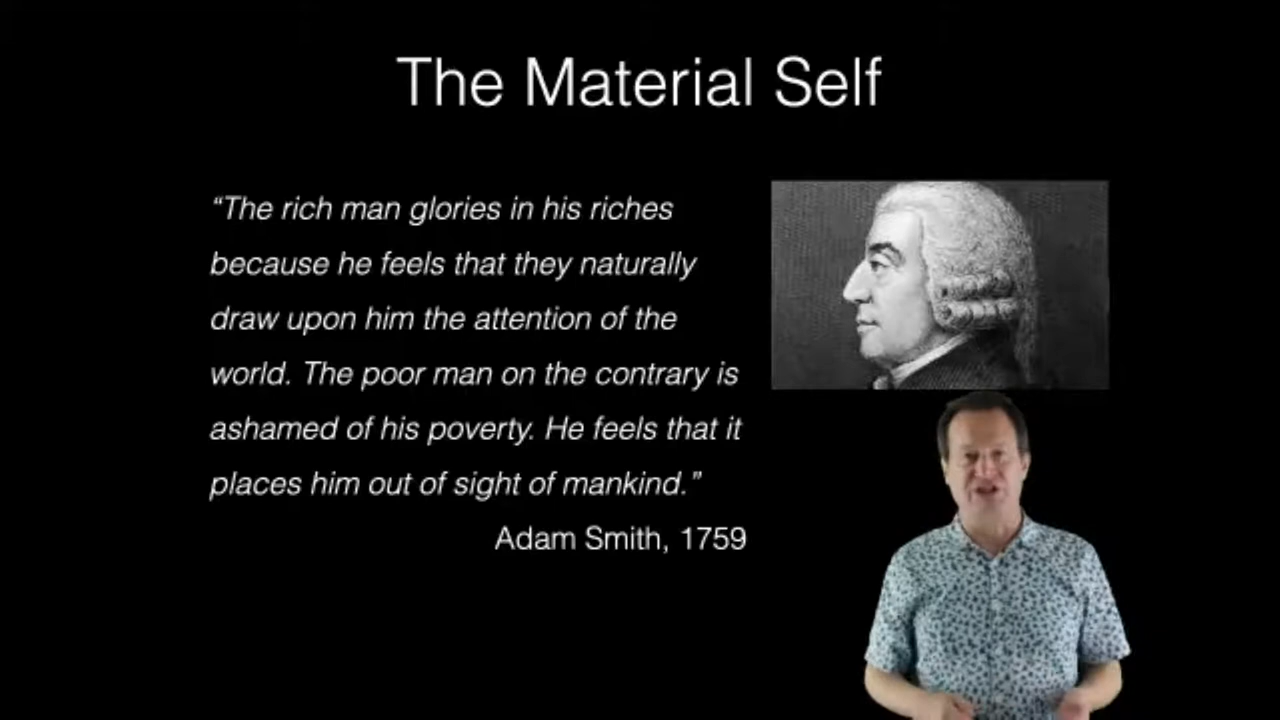 The Material Self
“The rich man glories in his riches
because he feels that they naturally
draw upon him the attention of the
world. The poor man on the contrary is
ashamed of his poverty. He feels that it
places him out of sight of mankind.”
Adam Smith, 1759